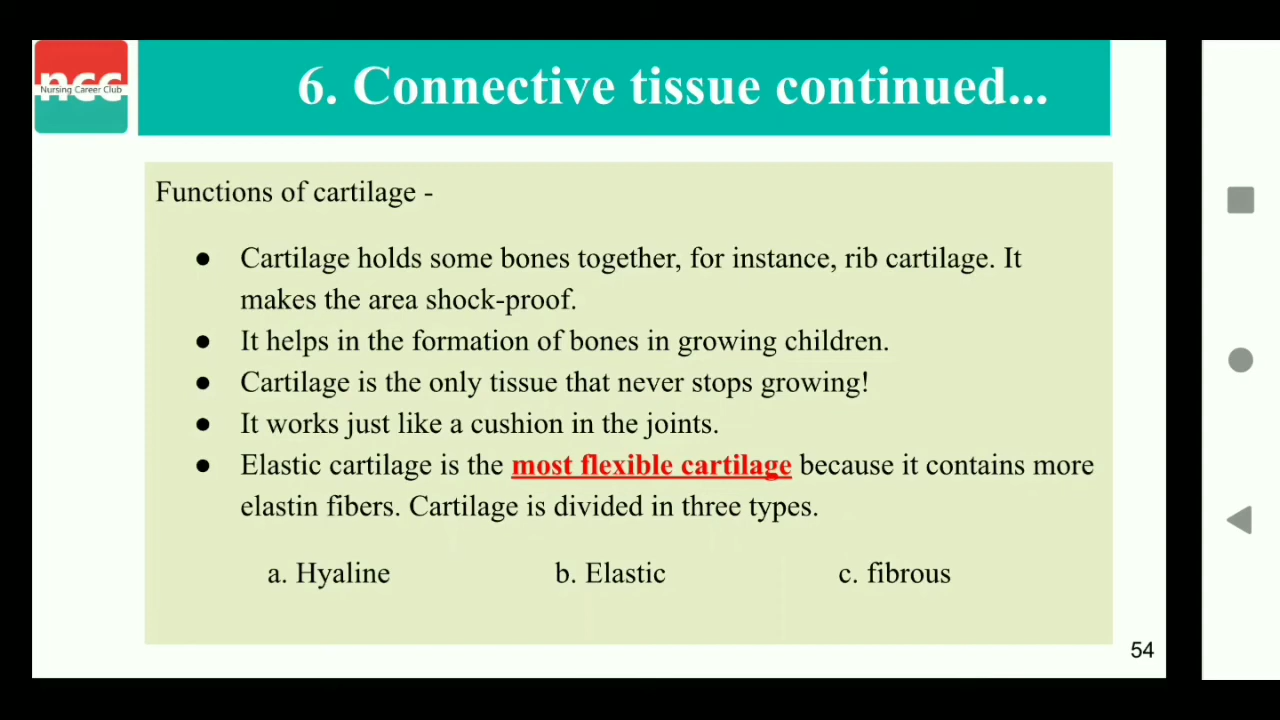 ncc
Nursing Career Club
6. Connective tissue continued...
Functions of cartilage -
● Cartilage holds some bones together, for instance, rib cartilage. It
makes the area shock-proof.
● It helps in the formation of bones in growing children.
● Cartilage is the only tissue that never stops growing!
● It works just like a cushion in the joints.
● Elastic cartilage is the most flexible cartilage because it contains more
elastin fibers. Cartilage is divided in three types.
a. Hyaline b. Elastic c. fibrous
54